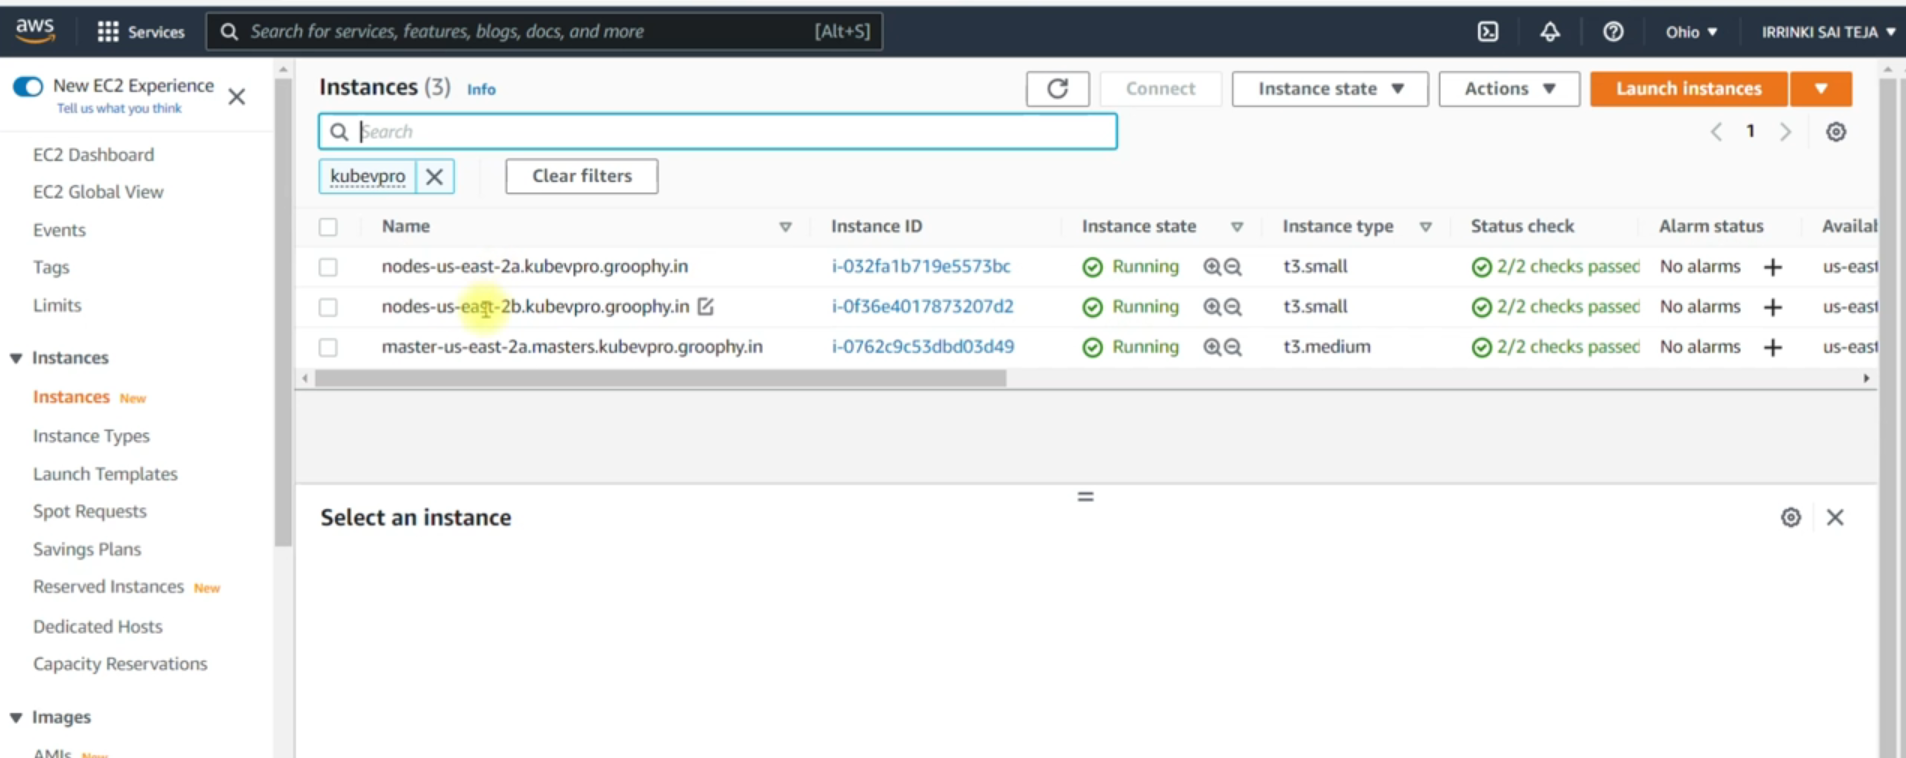 aws Services Search for services, features, blogs, docs, and more [Alt+S] Ohio IRRINKI SAI TEJA
New EC2 Experience
Tell us what you think
EC2 Dashboard
EC2 Global View
Events
Tags
Limits
Instances
Instances New
Instance Types
Launch Templates
Spot Requests
Savings Plans
Reserved Instances New
Dedicated Hosts
Capacity Reservations
Images
AMIs New
Instances (3) Info Connect Instance state Actions Launch instances
Search 1
kubevpro Clear filters
Name Instance ID Instance state Instance type Status check Alarm status Availal
nodes-us-east-2a.kubevpro.groophy.in i-032fa1b719e5573bc Running t3.small 2/2 checks passed No alarms us-east
nodes-us-east-2b.kubevpro.groophy.in i-0f36e4017873207d2 Running t3.small 2/2 checks passed No alarms us-east
master-us-east-2a.masters.kubevpro.groophy.in i-0762c9c53dbd03d49 Running t3.medium 2/2 checks passed No alarms us-east
Select an instance